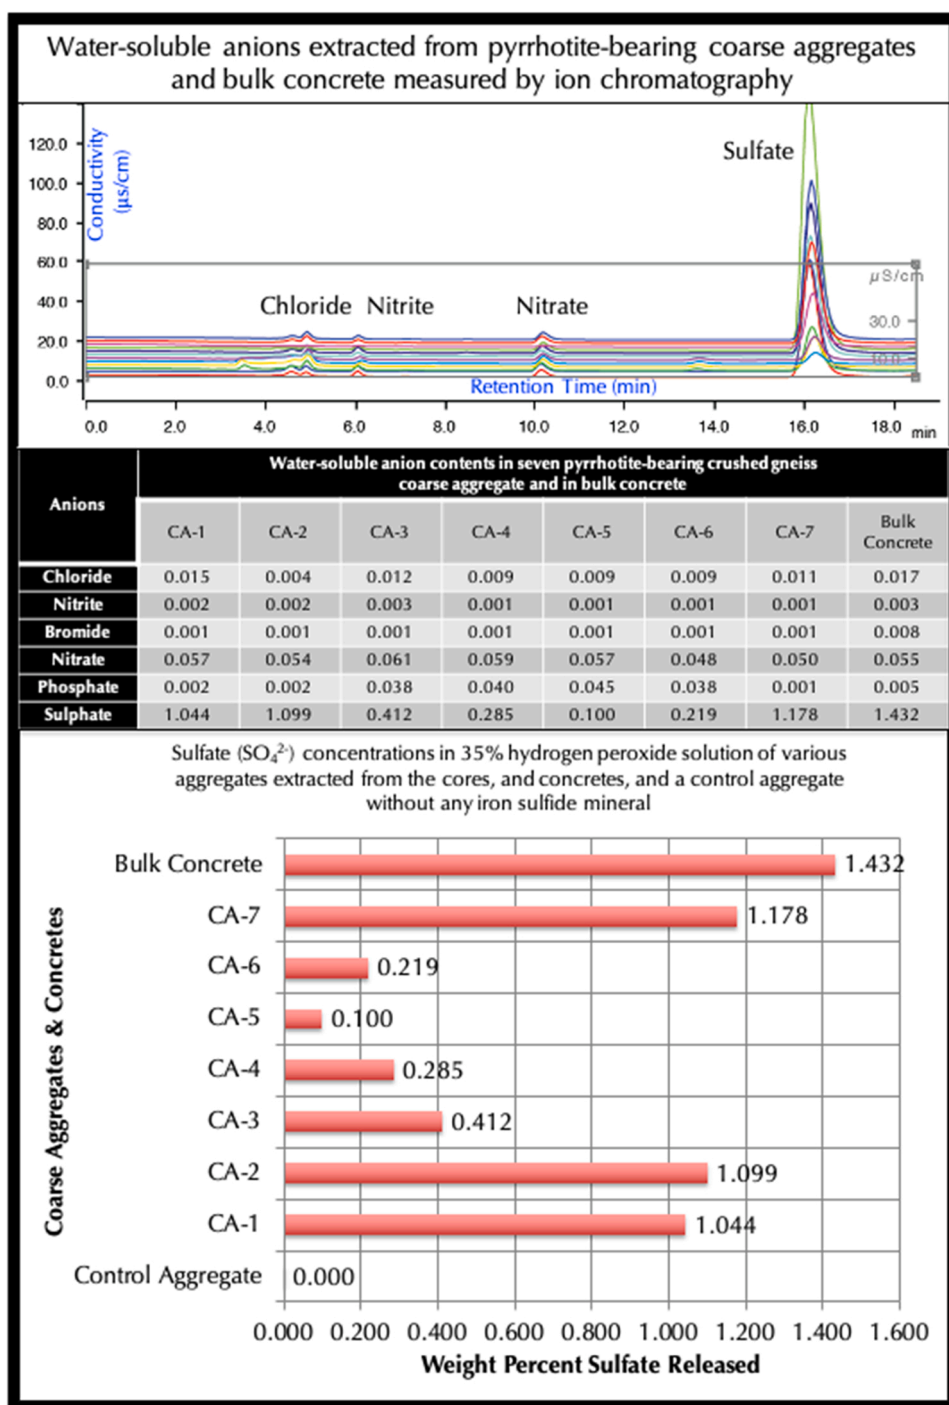 Water-soluble anions extracted from pyrrhotite-bearing coarse aggregates
and bulk concrete measured by ion chromatography
120.0
100.0
80.0
60.0
40.0
20.0
0.0
Conductivity
(µs/cm)
Sulfate
Chloride Nitrite Nitrate
µS/cm
30.0
10.0
Retention Time (min)
0.0 2.0 4.0 6.0 8.0 10.0 12.0 14.0 16.0 18.0 min
Anions
Water-soluble anion contents in seven pyrrhotite-bearing crushed gneiss
coarse aggregate and in bulk concrete
CA-1 CA-2 CA-3 CA-4 CA-5 CA-6 CA-7 Bulk
Concrete
Chloride 0.015 0.004 0.012 0.009 0.009 0.009 0.011 0.017
Nitrite 0.002 0.002 0.003 0.001 0.001 0.001 0.001 0.003
Bromide 0.001 0.001 0.001 0.001 0.001 0.001 0.001 0.008
Nitrate 0.057 0.054 0.061 0.059 0.057 0.048 0.050 0.055
Phosphate 0.002 0.002 0.038 0.040 0.045 0.038 0.001 0.005
Sulphate 1.044 1.099 0.412 0.285 0.100 0.219 1.178 1.432
Sulfate (SO₄²⁻) concentrations in 35% hydrogen peroxide solution of various
aggregates extracted from the cores, and concretes, and a control aggregate
without any iron sulfide mineral
Coarse Aggregates & Concretes
Bulk Concrete 1.432
CA-7 1.178
CA-6 0.219
CA-5 0.100
CA-4 0.285
CA-3 0.412
CA-2 1.099
CA-1 1.044
Control Aggregate 0.000
0.000 0.200 0.400 0.600 0.800 1.000 1.200 1.400 1.600
Weight Percent Sulfate Released